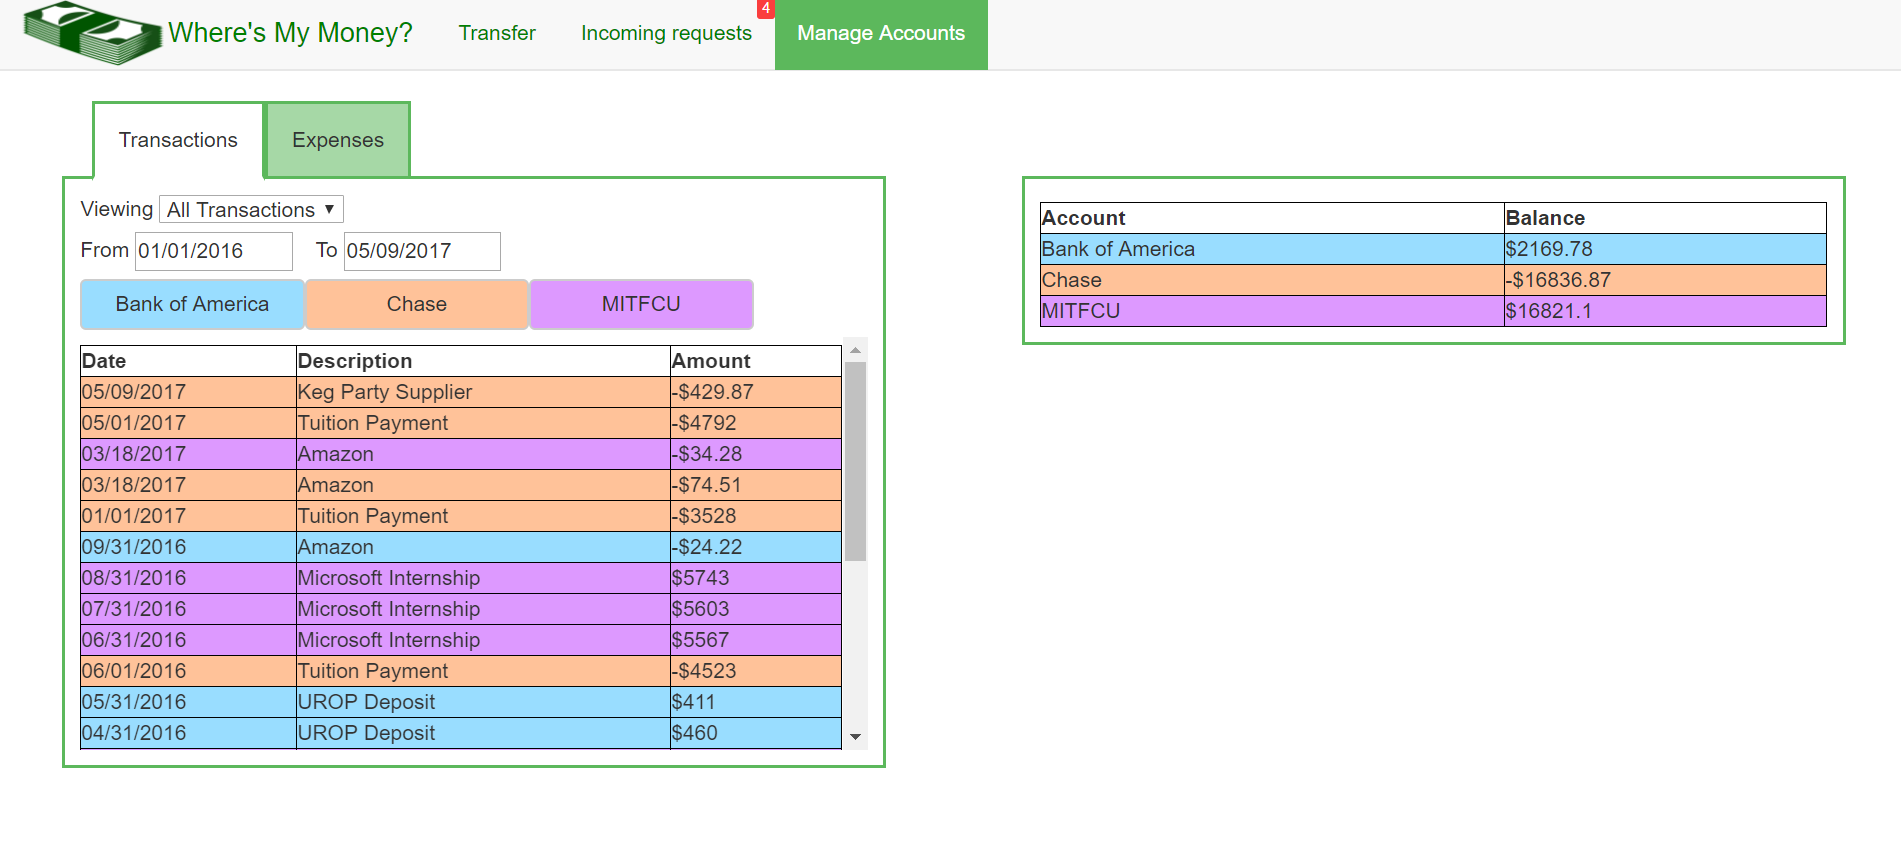 Where's My Money? Transfer Incoming requests 4 Manage Accounts
Transactions Expenses
Viewing All Transactions ▼
From 01/01/2016 To 05/09/2017
Bank of America Chase MITFCU
Date Description Amount
05/09/2017 Keg Party Supplier -$429.87
05/01/2017 Tuition Payment -$4792
03/18/2017 Amazon -$34.28
03/18/2017 Amazon -$74.51
01/01/2017 Tuition Payment -$3528
09/31/2016 Amazon -$24.22
08/31/2016 Microsoft Internship $5743
07/31/2016 Microsoft Internship $5603
06/31/2016 Microsoft Internship $5567
06/01/2016 Tuition Payment -$4523
05/31/2016 UROP Deposit $411
04/31/2016 UROP Deposit $460
Account Balance
Bank of America $2169.78
Chase -$16836.87
MITFCU $16821.1